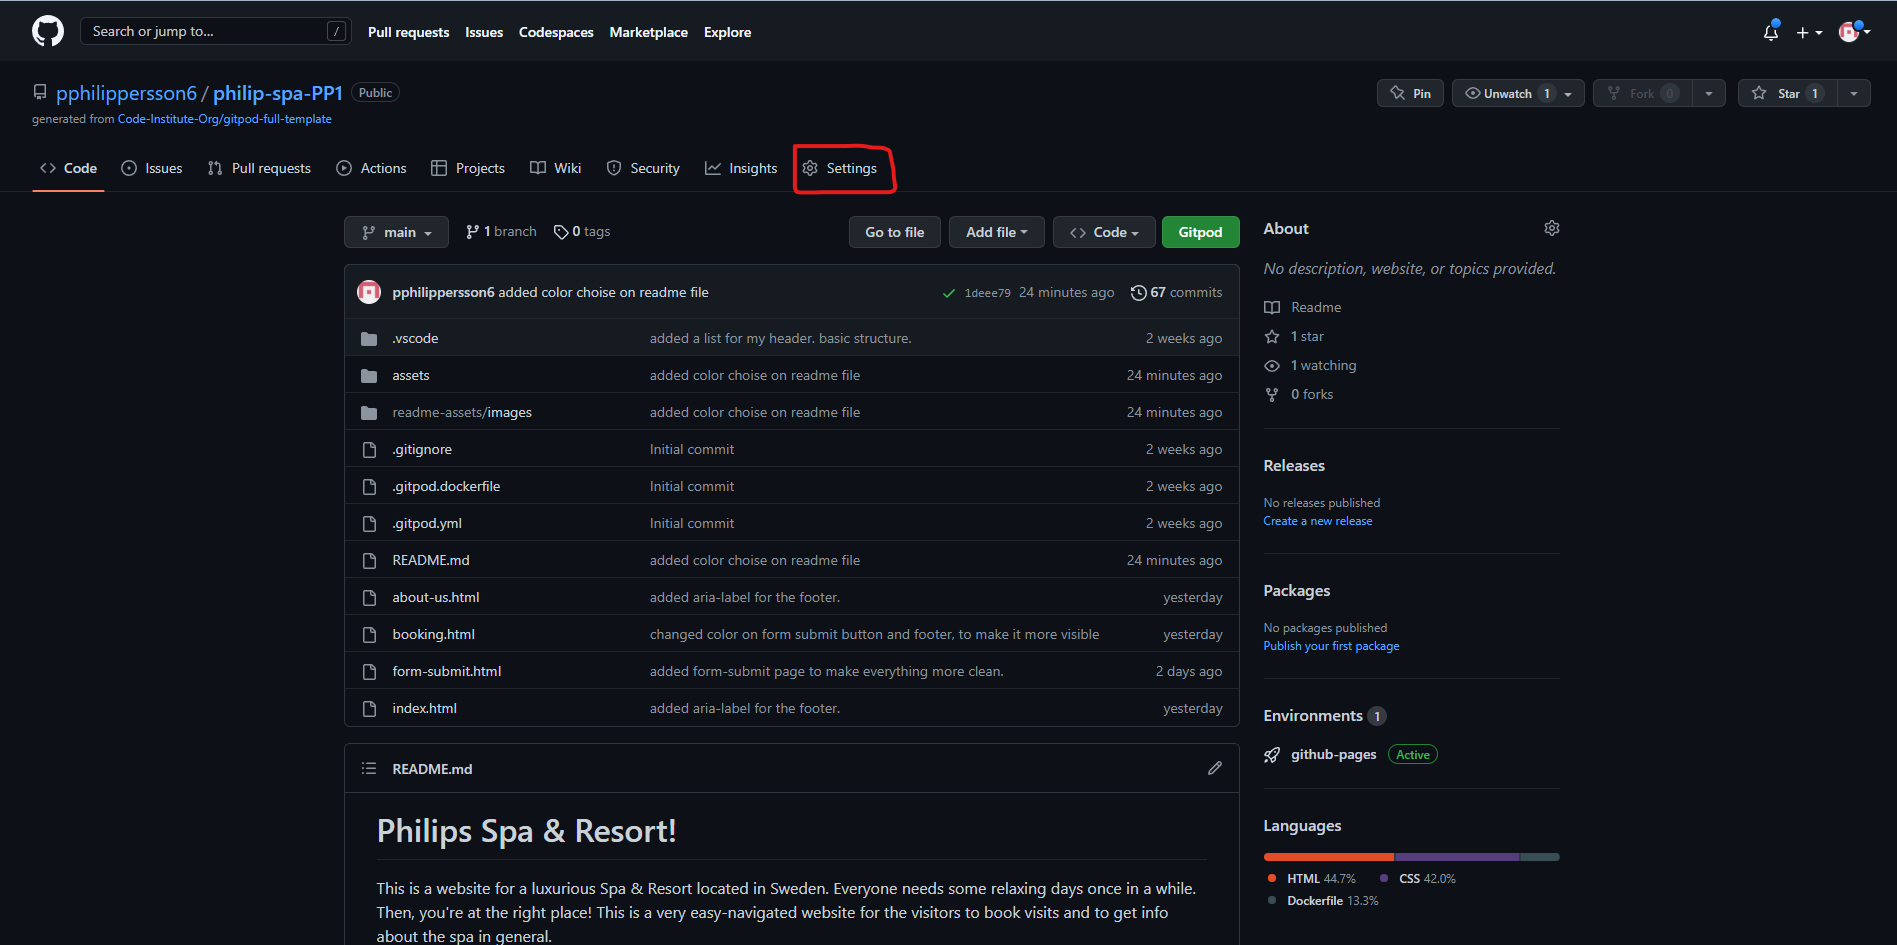 Search or jump to... /
Pull requests Issues Codespaces Marketplace Explore
pphilippersson6 / philip-spa-PP1 Public
Pin Unwatch 1 Fork 0 Star 1
generated from Code-Institute-Org/gitpod-full-template
Code Issues Pull requests Actions Projects Wiki Security Insights Settings
main 1 branch 0 tags Go to file Add file Code Gitpod
pphilippersson6 added color choise on readme file 1deee79 24 minutes ago 67 commits
.vscode added a list for my header. basic structure. 2 weeks ago
assets added color choise on readme file 24 minutes ago
readme-assets/images added color choise on readme file 24 minutes ago
.gitignore Initial commit 2 weeks ago
.gitpod.dockerfile Initial commit 2 weeks ago
.gitpod.yml Initial commit 2 weeks ago
README.md added color choise on readme file 24 minutes ago
about-us.html added aria-label for the footer. yesterday
booking.html changed color on form submit button and footer, to make it more visible yesterday
form-submit.html added form-submit page to make everything more clean. 2 days ago
index.html added aria-label for the footer. yesterday
README.md
Philips Spa & Resort!
This is a website for a luxurious Spa & Resort located in Sweden. Everyone needs some relaxing days once in a while.
Then, you're at the right place! This is a very easy-navigated website for the visitors to book visits and to get info
about the spa in general.
About
No description, website, or topics provided.
Readme
1 star
1 watching
0 forks
Releases
No releases published
Create a new release
Packages
No packages published
Publish your first package
Environments 1
github-pages Active
Languages
HTML 44.7% CSS 42.0%
Dockerfile 13.3%